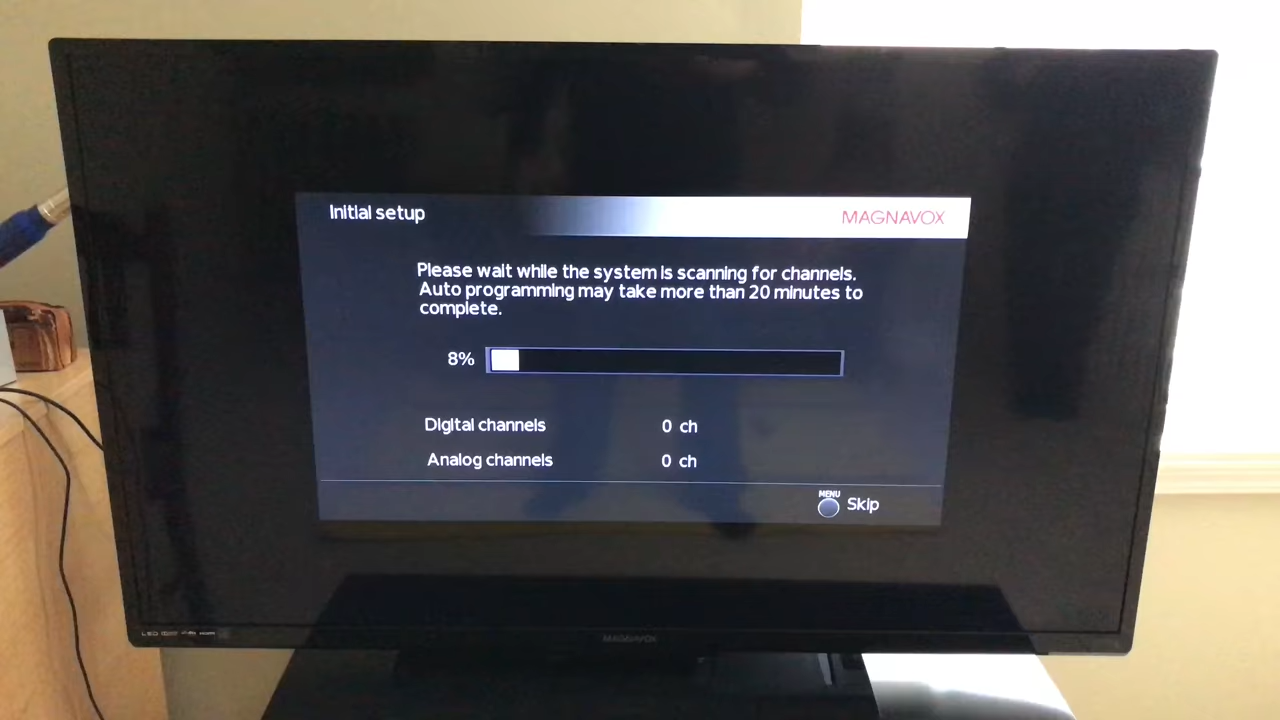 Initial setup
MAGNAVOX
Please wait while the system is scanning for channels.
Auto programming may take more than 20 minutes to
complete.
8%
Digital channels 0 ch
Analog channels 0 ch
MENU
Skip
LED
MAGNAVOX